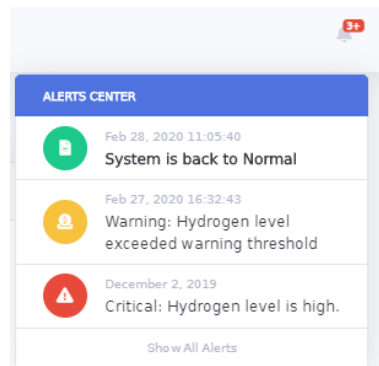 3+
ALERTS CENTER
Feb 28, 2020 11:05:40
System is back to Normal
Feb 27, 2020 16:32:43
Warning: Hydrogen level
exceeded warning threshold
December 2, 2019
Critical: Hydrogen level is high.
Show All Alerts